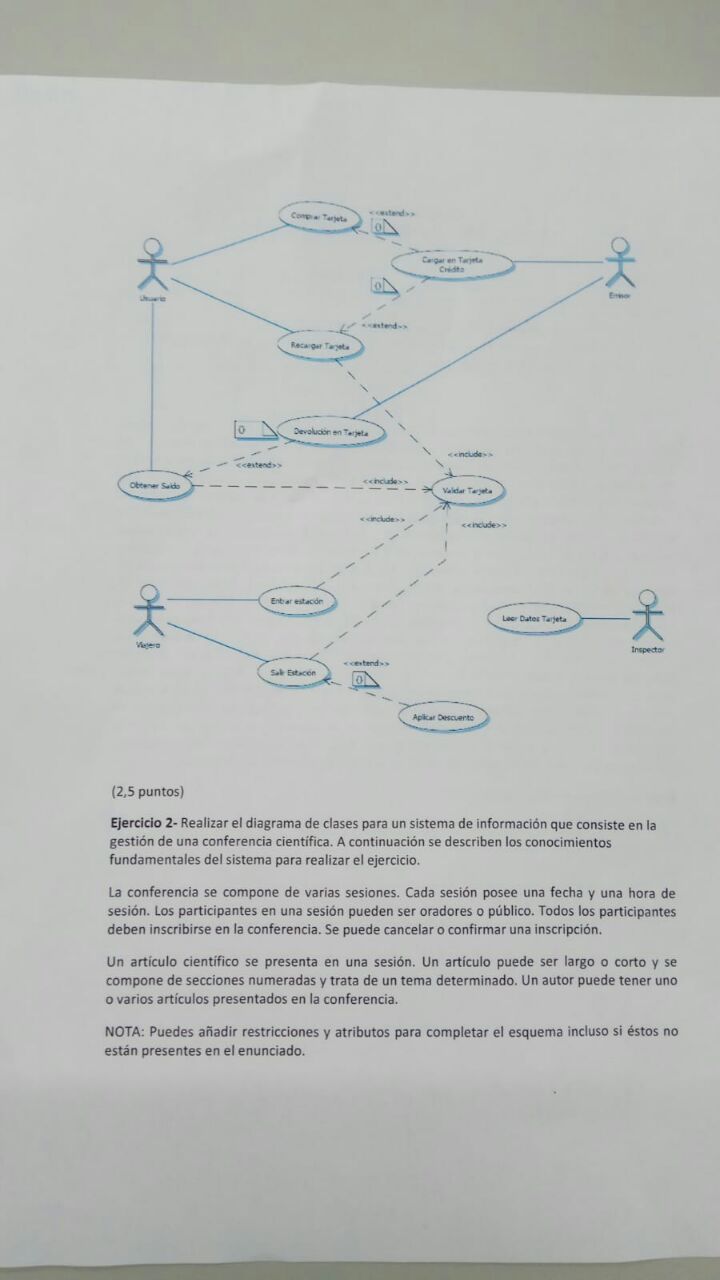 Comprar Tarjeta
<<extend>>
{}
Cargar en Tarjeta
Crédito
Usuario
Emisor
{}
<<extend>>
Recargar Tarjeta
{}
Devolución en Tarjeta
<<include>>
<<extend>>
Obtener Saldo
<<include>>
Validar Tarjeta
<<include>>
<<include>>
Entrar estación
Leer Datos Tarjeta
Viajero
Inspector
Salir Estación
<<extend>>
{}
Aplicar Descuento
(2,5 puntos)
Ejercicio 2- Realizar el diagrama de clases para un sistema de información que consiste en la
gestión de una conferencia científica. A continuación se describen los conocimientos
fundamentales del sistema para realizar el ejercicio.
La conferencia se compone de varias sesiones. Cada sesión posee una fecha y una hora de
sesión. Los participantes en una sesión pueden ser oradores o público. Todos los participantes
deben inscribirse en la conferencia. Se puede cancelar o confirmar una inscripción.
Un artículo científico se presenta en una sesión. Un artículo puede ser largo o corto y se
compone de secciones numeradas y trata de un tema determinado. Un autor puede tener uno
o varios artículos presentados en la conferencia.
NOTA: Puedes añadir restricciones y atributos para completar el esquema incluso si éstos no
están presentes en el enunciado.